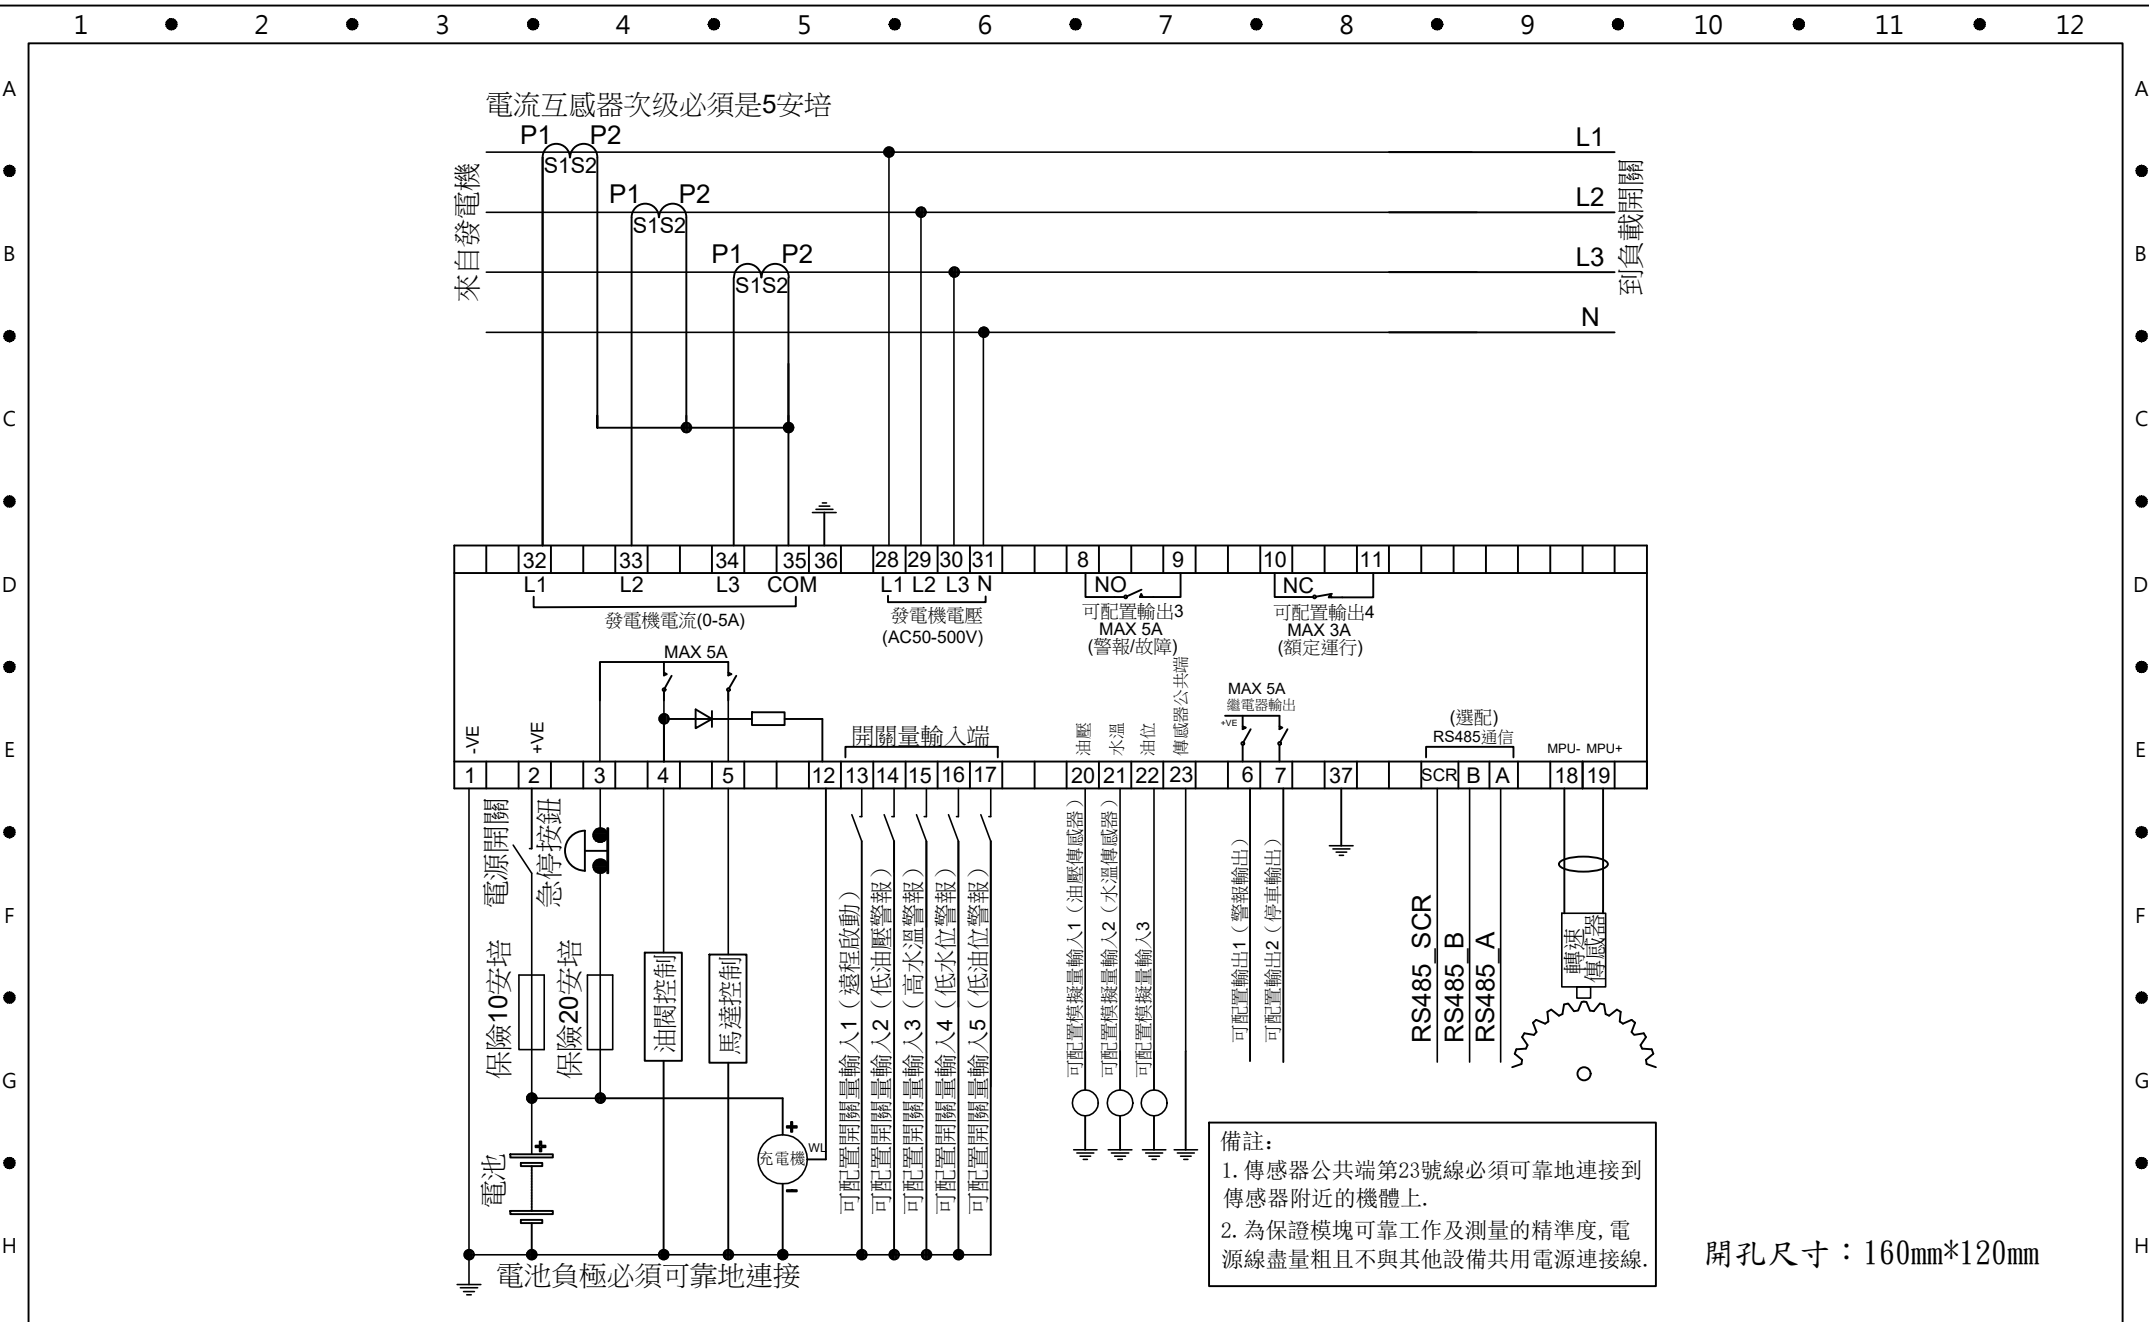 1 2 3 4 5 6 7 8 9 10 11 12
A A
電流互感器次级必須是5安培
P1 P2
S1S2
L1
P1 P2
S1S2
L2
P1 P2
S1S2
L3
N
來自發電機
到負載開關
B B
C C
D D
32 33 34 35 36 28 29 30 31 8 9 10 11
L1 L2 L3 COM L1 L2 L3 N NO NC
發電機電流(0-5A)
發電機電壓
(AC50-500V)
可配置輸出3
MAX 5A
(警報/故障)
可配置輸出4
MAX 3A
(額定運行)
MAX 5A
E E
-VE
+VE
開關量輸入端
油壓
水溫
油位
傳感器公共端
MAX 5A
繼電器輸出
+VE
(選配)
RS485通信
MPU- MPU+
1 2 3 4 5 12 13 14 15 16 17 20 21 22 23 6 7 37 SCR B A 18 19
F F
電源開關
急停按鈕
保險10安培
保險20安培
油閥控制
馬達控制
可配置開關量輸入1（遠程啟動）
可配置開關量輸入2（低油壓警報）
可配置開關量輸入3（高水溫警報）
可配置開關量輸入4（低水位警報）
可配置開關量輸入5（低油位警報）
可配置模擬量輸入1（油壓傳感器）
可配置模擬量輸入2（水溫傳感器）
可配置模擬量輸入3
可配置輸出1（警報輸出）
可配置輸出2（停車輸出）
RS485_SCR
RS485_B
RS485_A
轉速
傳感器
G G
電池
+
+
充電機
WL
-
H H
電池負極必須可靠地連接
備註:
1.傳感器公共端第23號線必須可靠地連接到
傳感器附近的機體上.
2.為保證模塊可靠工作及測量的精準度,電
源線盡量粗且不與其他設備共用電源連接線.
開孔尺寸：160mm*120mm